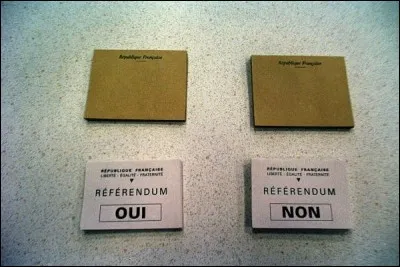 République Française
République Française
RÉPUBLIQUE FRANÇAISE
LIBERTÉ - ÉGALITÉ - FRATERNITÉ
RÉFÉRENDUM
OUI
RÉPUBLIQUE FRANÇAISE
LIBERTÉ - ÉGALITÉ - FRATERNITÉ
RÉFÉRENDUM
NON